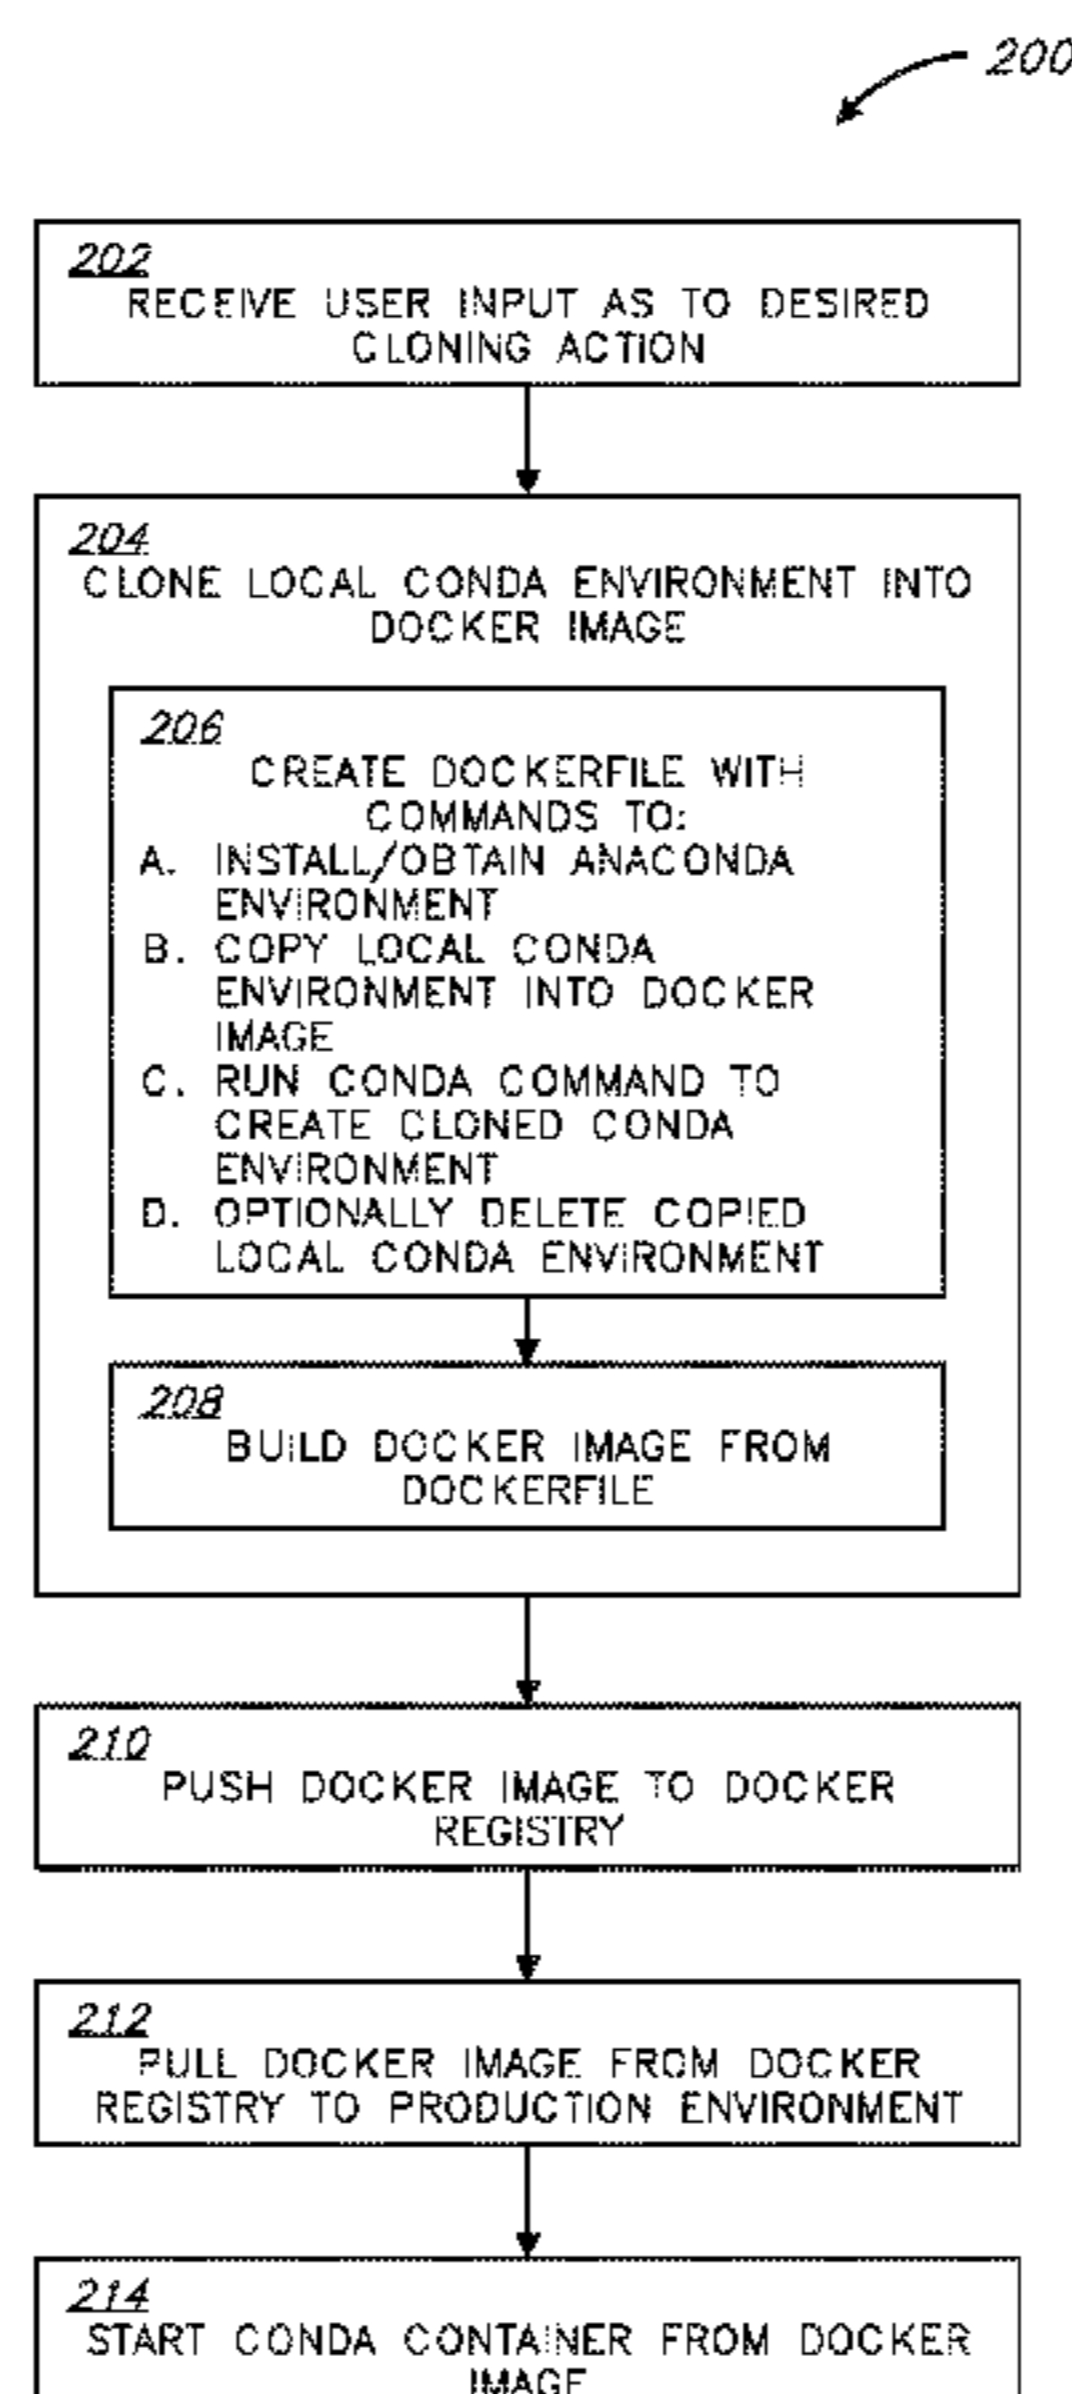 200
202
RECEIVE USER INPUT AS TO DESIRED
CLONING ACTION
204
CLONE LOCAL CONDA ENVIRONMENT INTO
DOCKER IMAGE
206
CREATE DOCKERFILE WITH
COMMANDS TO:
A. INSTALL/OBTAIN ANACONDA
ENVIRONMENT
B. COPY LOCAL CONDA
ENVIRONMENT INTO DOCKER
IMAGE
C. RUN CONDA COMMAND TO
CREATE CLONED CONDA
ENVIRONMENT
D. OPTIONALLY DELETE COPIED
LOCAL CONDA ENVIRONMENT
208
BUILD DOCKER IMAGE FROM
DOCKERFILE
210
PUSH DOCKER IMAGE TO DOCKER
REGISTRY
212
PULL DOCKER IMAGE FROM DOCKER
REGISTRY TO PRODUCTION ENVIRONMENT
214
START CONDA CONTAINER FROM DOCKER
IMAGE